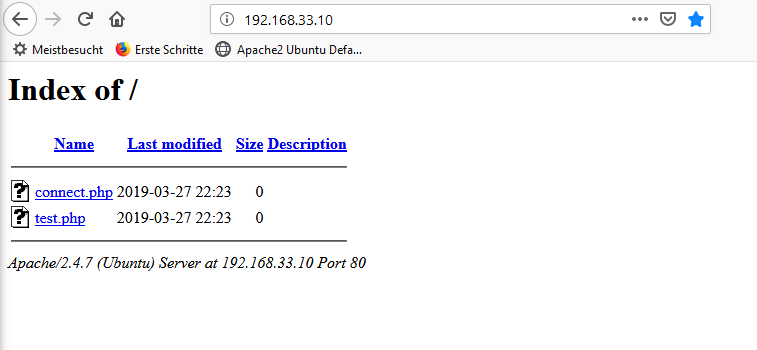 192.168.33.10
Meistbesucht Erste Schritte Apache2 Ubuntu Defa...
Index of /
Name Last modified Size Description
connect.php 2019-03-27 22:23 0
test.php 2019-03-27 22:23 0
Apache/2.4.7 (Ubuntu) Server at 192.168.33.10 Port 80